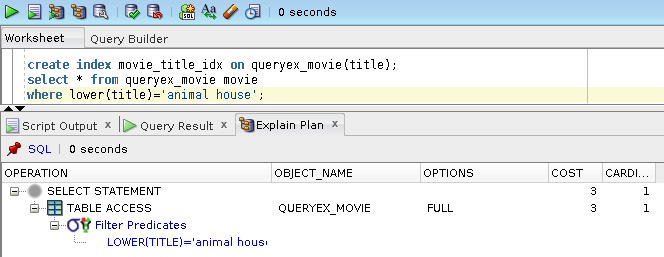 0 seconds
Worksheet Query Builder
create index movie_title_idx on queryex_movie(title);
select * from queryex_movie movie
where lower(title)='animal house';
Script Output x Query Result x Explain Plan x
SQL 0 seconds
OPERATION OBJECT_NAME OPTIONS COST CARDI...
SELECT STATEMENT 3 1
TABLE ACCESS QUERYEX_MOVIE FULL 3 1
Filter Predicates
LOWER(TITLE)='animal hous